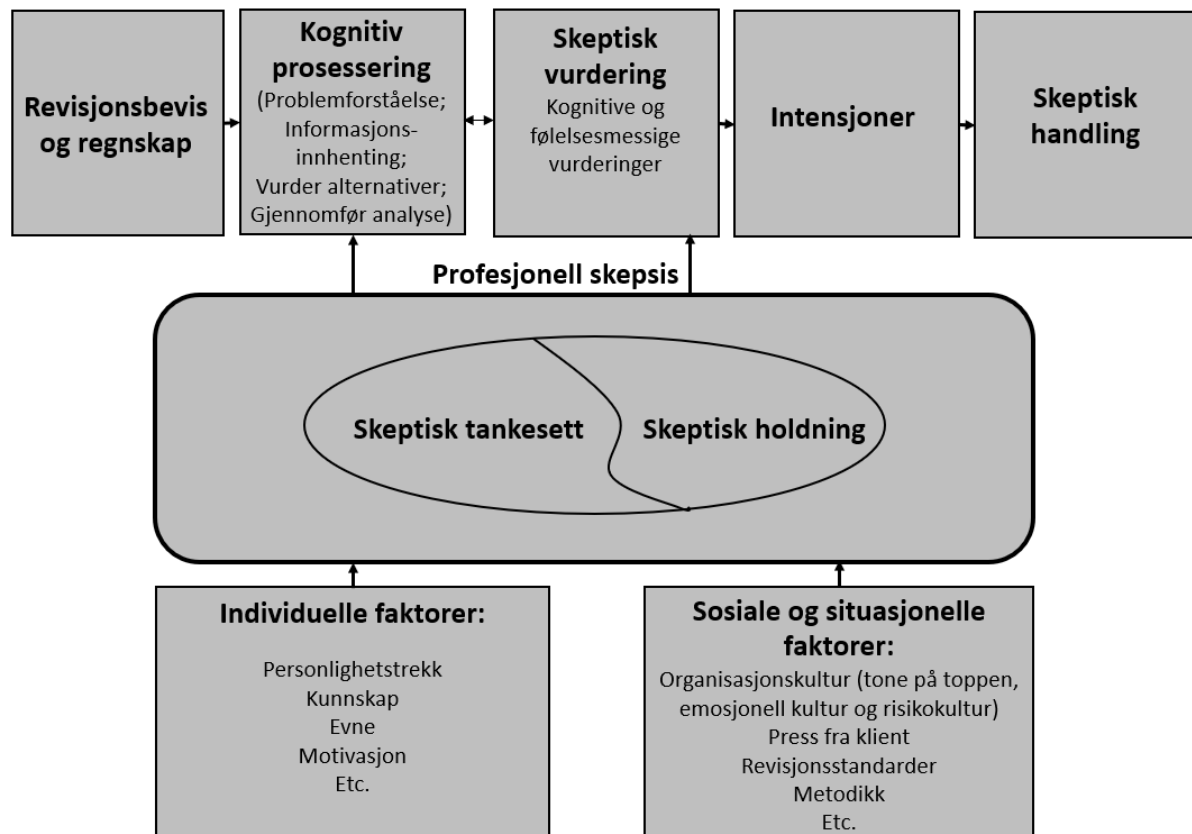 Revisjonsbevis
og regnskap
Kognitiv
prosessering
(Problemforståelse;
Informasjons-
innhenting;
Vurder alternativer;
Gjennomfør analyse)
Skeptisk
vurdering
Kognitive og
følelsesmessige
vurderinger
Intensjoner
Skeptisk
handling
Profesjonell skepsis
Skeptisk tankesett
Skeptisk holdning
Individuelle faktorer:
Personlighetstrekk
Kunnskap
Evne
Motivasjon
Etc.
Sosiale og situasjonelle
faktorer:
Organisasjonskultur (tone på toppen,
emosjonell kultur og risikokultur)
Press fra klient
Revisjonsstandarder
Metodikk
Etc.